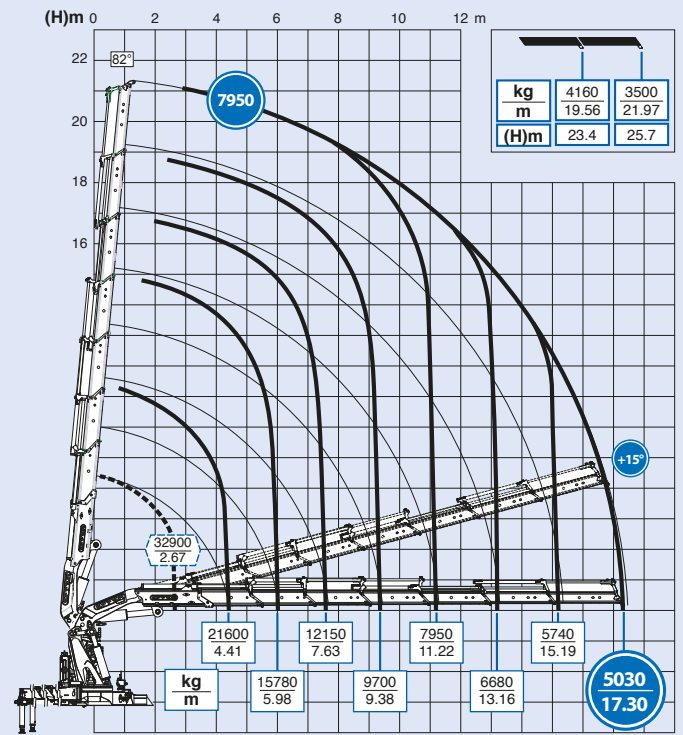 (H)m 0 2 4 6 8 10 12 m
22
82°
7950
20
18
16
kg 4160 3500
m 19.56 21.97
(H)m 23.4 25.7
+15°
32900
2.67
21600 12150 7950 5740
4.41 7.63 11.22 15.19
kg 15780 9700 6680 5030
m 5.98 9.38 13.16 17.30